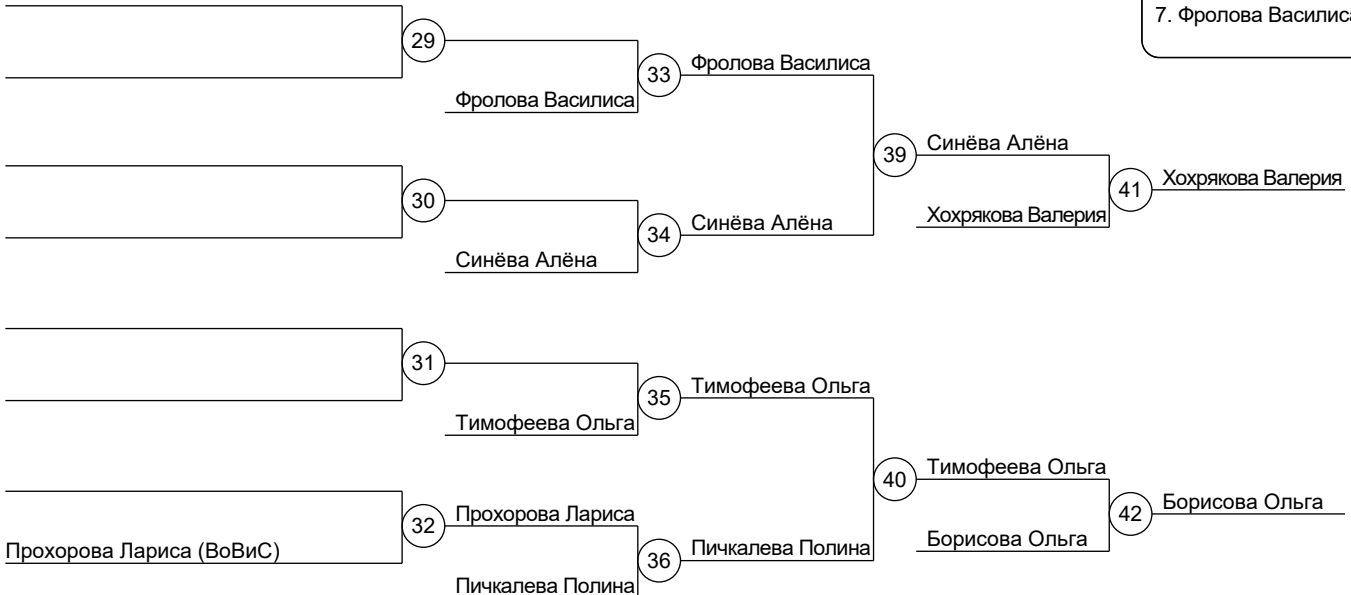 7. Фролова Василиса
29
33
Фролова Василиса
Фролова Василиса
39
Синёва Алёна
41
Хохрякова Валерия
30
34
Синёва Алёна
Хохрякова Валерия
Синёва Алёна
31
35
Тимофеева Ольга
Тимофеева Ольга
40
Тимофеева Ольга
42
Борисова Ольга
32
Прохорова Лариса
Прохорова Лариса (ВоВиС)
36
Пичкалева Полина
Борисова Ольга
Пичкалева Полина